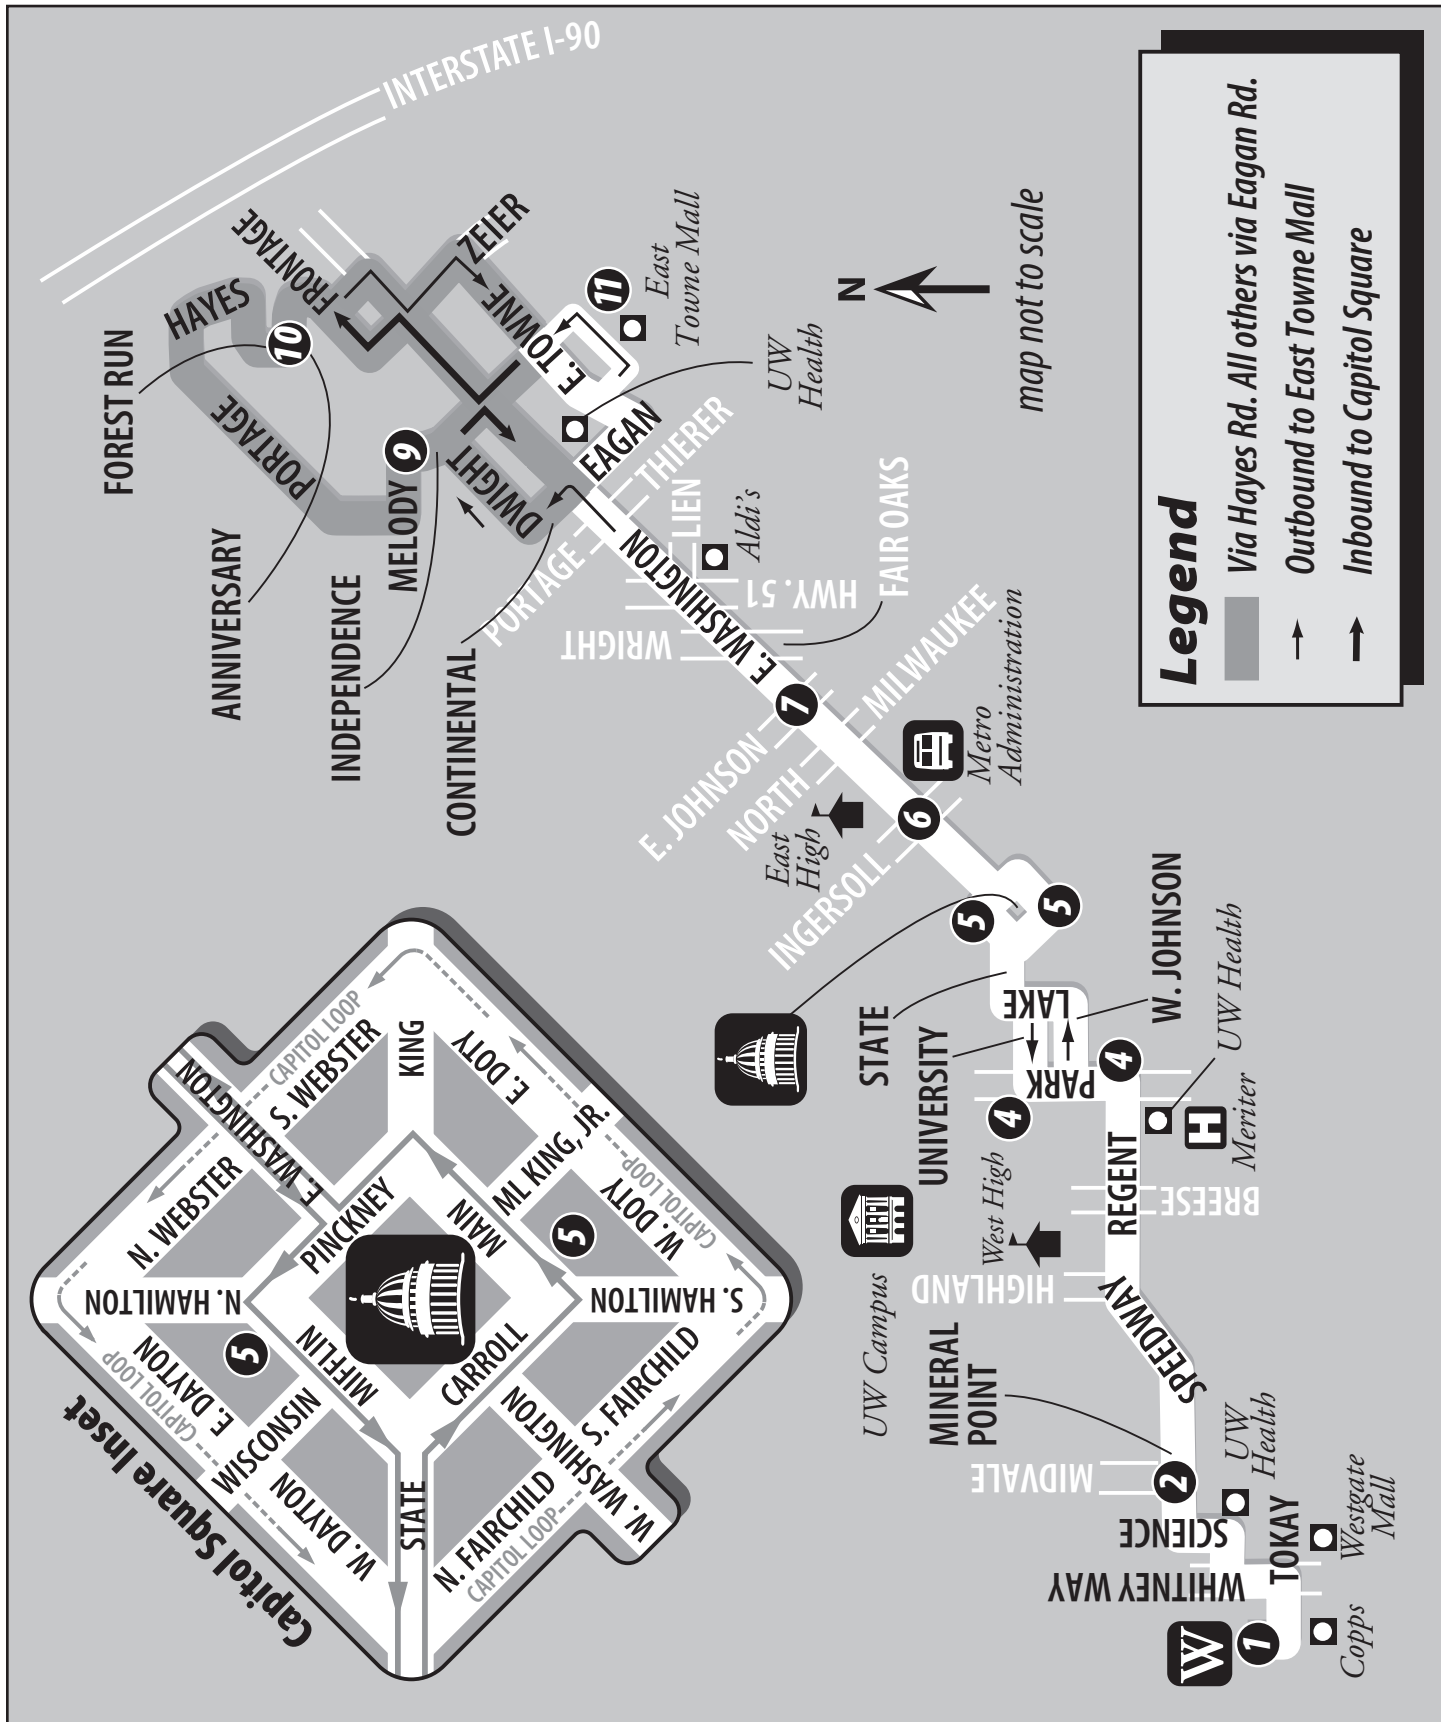 Capitol Square Inset
CAPITOL LOOP
E. WASHINGTON
N. WEBSTER
S. WEBSTER
KING
N. HAMILTON
PINCKNEY
E. DOTY
E. DAYTON
5
MIFFLIN
MAIN
ML KING, JR.
CAPITOL LOOP
WISCONSIN
CARROLL
5
W. DOTY
CAPITOL LOOP
W. DAYTON
STATE
S. HAMILTON
N. FAIRCHILD
W. WASHINGTON
S. FAIRCHILD
CAPITOL LOOP
FOREST RUN
ANNIVERSARY
INDEPENDENCE
CONTINENTAL
HAYES
PORTAGE
10
FRONTAGE
INTERSTATE I-90
MELODY
9
DWIGHT
ZEIER
E. TOWNE
11
East
Towne Mall
EAGAN
UW
Health
PORTAGE
THIERER
LIEN
Aldi's
HWY. 51
WRIGHT
E. WASHINGTON
FAIR OAKS
7
E. JOHNSON
NORTH
MILWAUKEE
Metro
Administration
East
High
6
INGERSOLL
5
5
STATE
UNIVERSITY
LAKE
PARK
W. JOHNSON
4
4
UW Health
H
Meriter
REGENT
BREESE
West High
UW Campus
HIGHLAND
SPEEDWAY
MINERAL
POINT
MIDVALE
2
UW
Health
SCIENCE
WHITNEY WAY
TOKAY
Westgate
Mall
W
1
Copps
N
map not to scale
Legend
Via Hayes Rd. All others via Eagan Rd.
Outbound to East Towne Mall
Inbound to Capitol Square